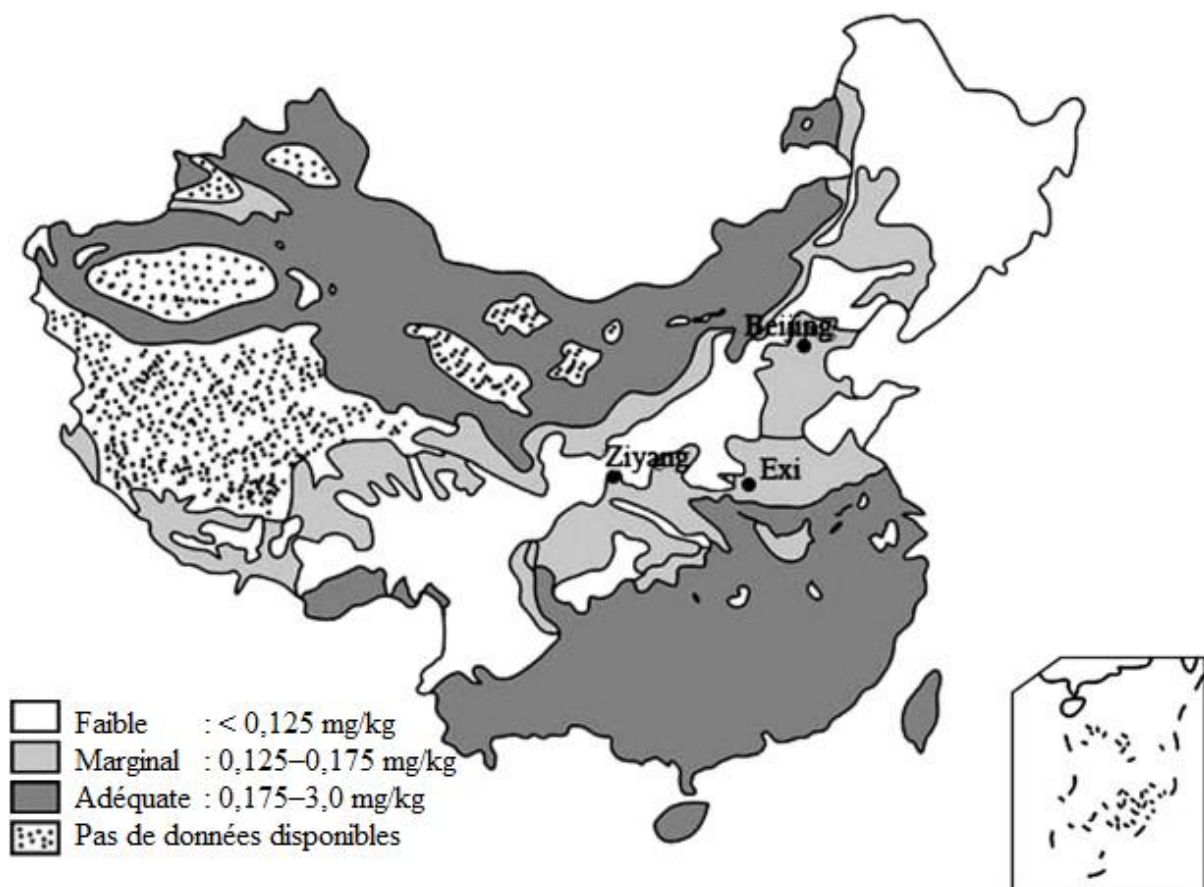 Beijing
Ziyang
Exi
Faible : < 0,125 mg/kg
Marginal : 0,125–0,175 mg/kg
Adéquate : 0,175–3,0 mg/kg
Pas de données disponibles